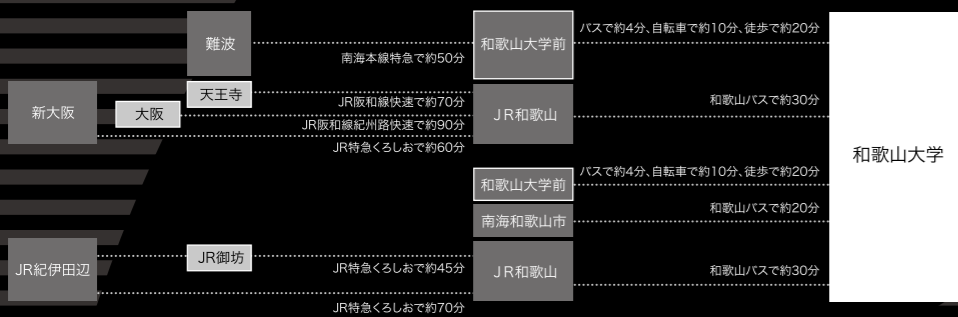 難波
南海本線特急で約50分
和歌山大学前
バスで約4分、自転車で約10分、徒歩で約20分
新大阪
大阪
天王寺
JR阪和線快速で約70分
JR阪和線紀州路快速で約90分
JR特急くろしおで約60分
JR和歌山
和歌山バスで約30分
和歌山大学
和歌山大学前
バスで約4分、自転車で約10分、徒歩で約20分
南海和歌山市
和歌山バスで約20分
JR紀伊田辺
JR御坊
JR特急くろしおで約45分
JR特急くろしおで約70分
JR和歌山
和歌山バスで約30分